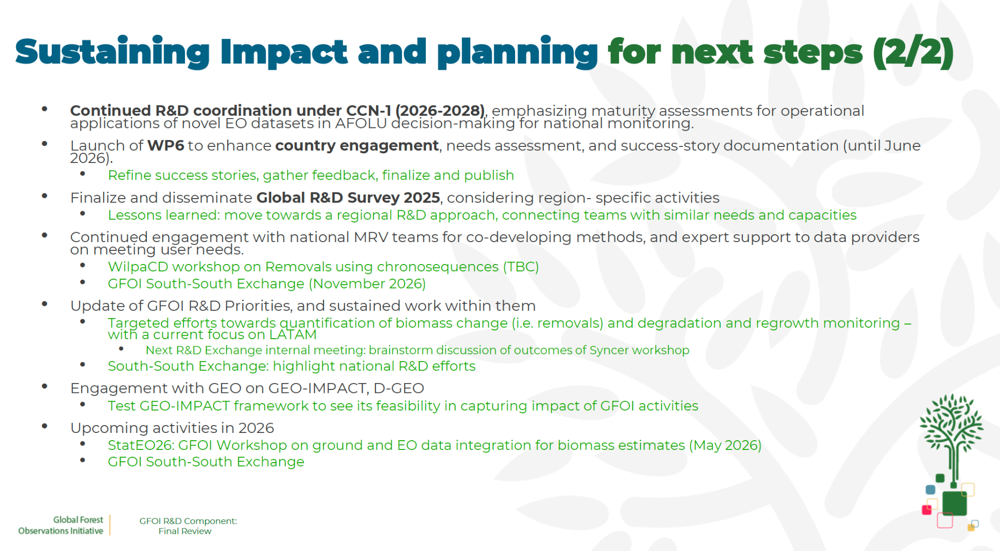 Sustaining Impact and planning for next steps (2/2)
• Continued R&D coordination under CCN-1 (2026-2028), emphasizing maturity assessments for operational
applications of novel EO datasets in AFOLU decision-making for national monitoring.
• Launch of WP6 to enhance country engagement, needs assessment, and success-story documentation (until June
2026).
• Refine success stories, gather feedback, finalize and publish
• Finalize and disseminate Global R&D Survey 2025, considering region- specific activities
• Lessons learned: move towards a regional R&D approach, connecting teams with similar needs and capacities
• Continued engagement with national MRV teams for co-developing methods, and expert support to data providers
on meeting user needs.
• WilpaCD workshop on Removals using chronosequences (TBC)
• GFOI South-South Exchange (November 2026)
• Update of GFOI R&D Priorities, and sustained work within them
• Targeted efforts towards quantification of biomass change (i.e. removals) and degradation and regrowth monitoring –
with a current focus on LATAM
• Next R&D Exchange internal meeting: brainstorm discussion of outcomes of Syncer workshop
• South-South Exchange: highlight national R&D efforts
• Engagement with GEO on GEO-IMPACT, D-GEO
• Test GEO-IMPACT framework to see its feasibility in capturing impact of GFOI activities
• Upcoming activities in 2026
• StatEO26: GFOI Workshop on ground and EO data integration for biomass estimates (May 2026)
• GFOI South-South Exchange
Global Forest
Observations Initiative
GFOI R&D Component:
Final Review